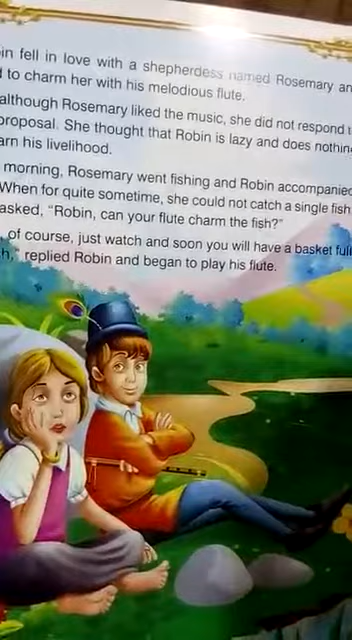 in fell in love with a shepherdess named Rosemary an
to charm her with his melodious flute.
although Rosemary liked the music, she did not respond t
proposal. She thought that Robin is lazy and does nothin
arn his livelihood.
morning, Rosemary went fishing and Robin accompanied
When for quite sometime, she could not catch a single fish
asked, "Robin, can your flute charm the fish?"
of course, just watch and soon you will have a basket full
h," replied Robin and began to play his flute.